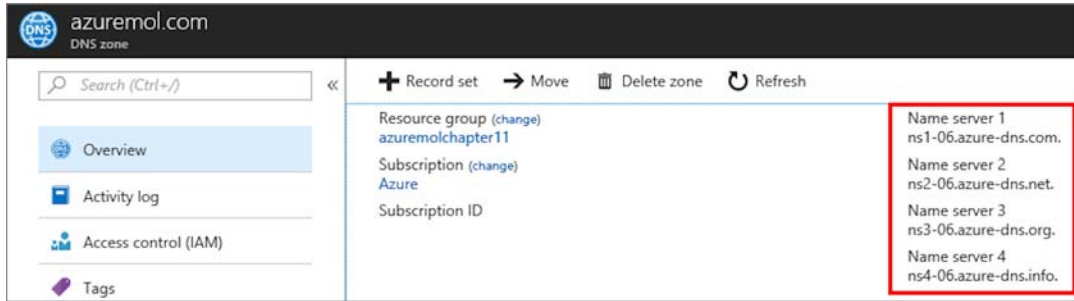 DNS
azuremol.com
DNS zone
Search (Ctrl+/)
«
Record set
Move
Delete zone
Refresh
Overview
Activity log
Access control (IAM)
Tags
Resource group (change)
azuremolchapter11
Subscription (change)
Azure
Subscription ID
Name server 1
ns1-06.azure-dns.com.
Name server 2
ns2-06.azure-dns.net.
Name server 3
ns3-06.azure-dns.org.
Name server 4
ns4-06.azure-dns.info.